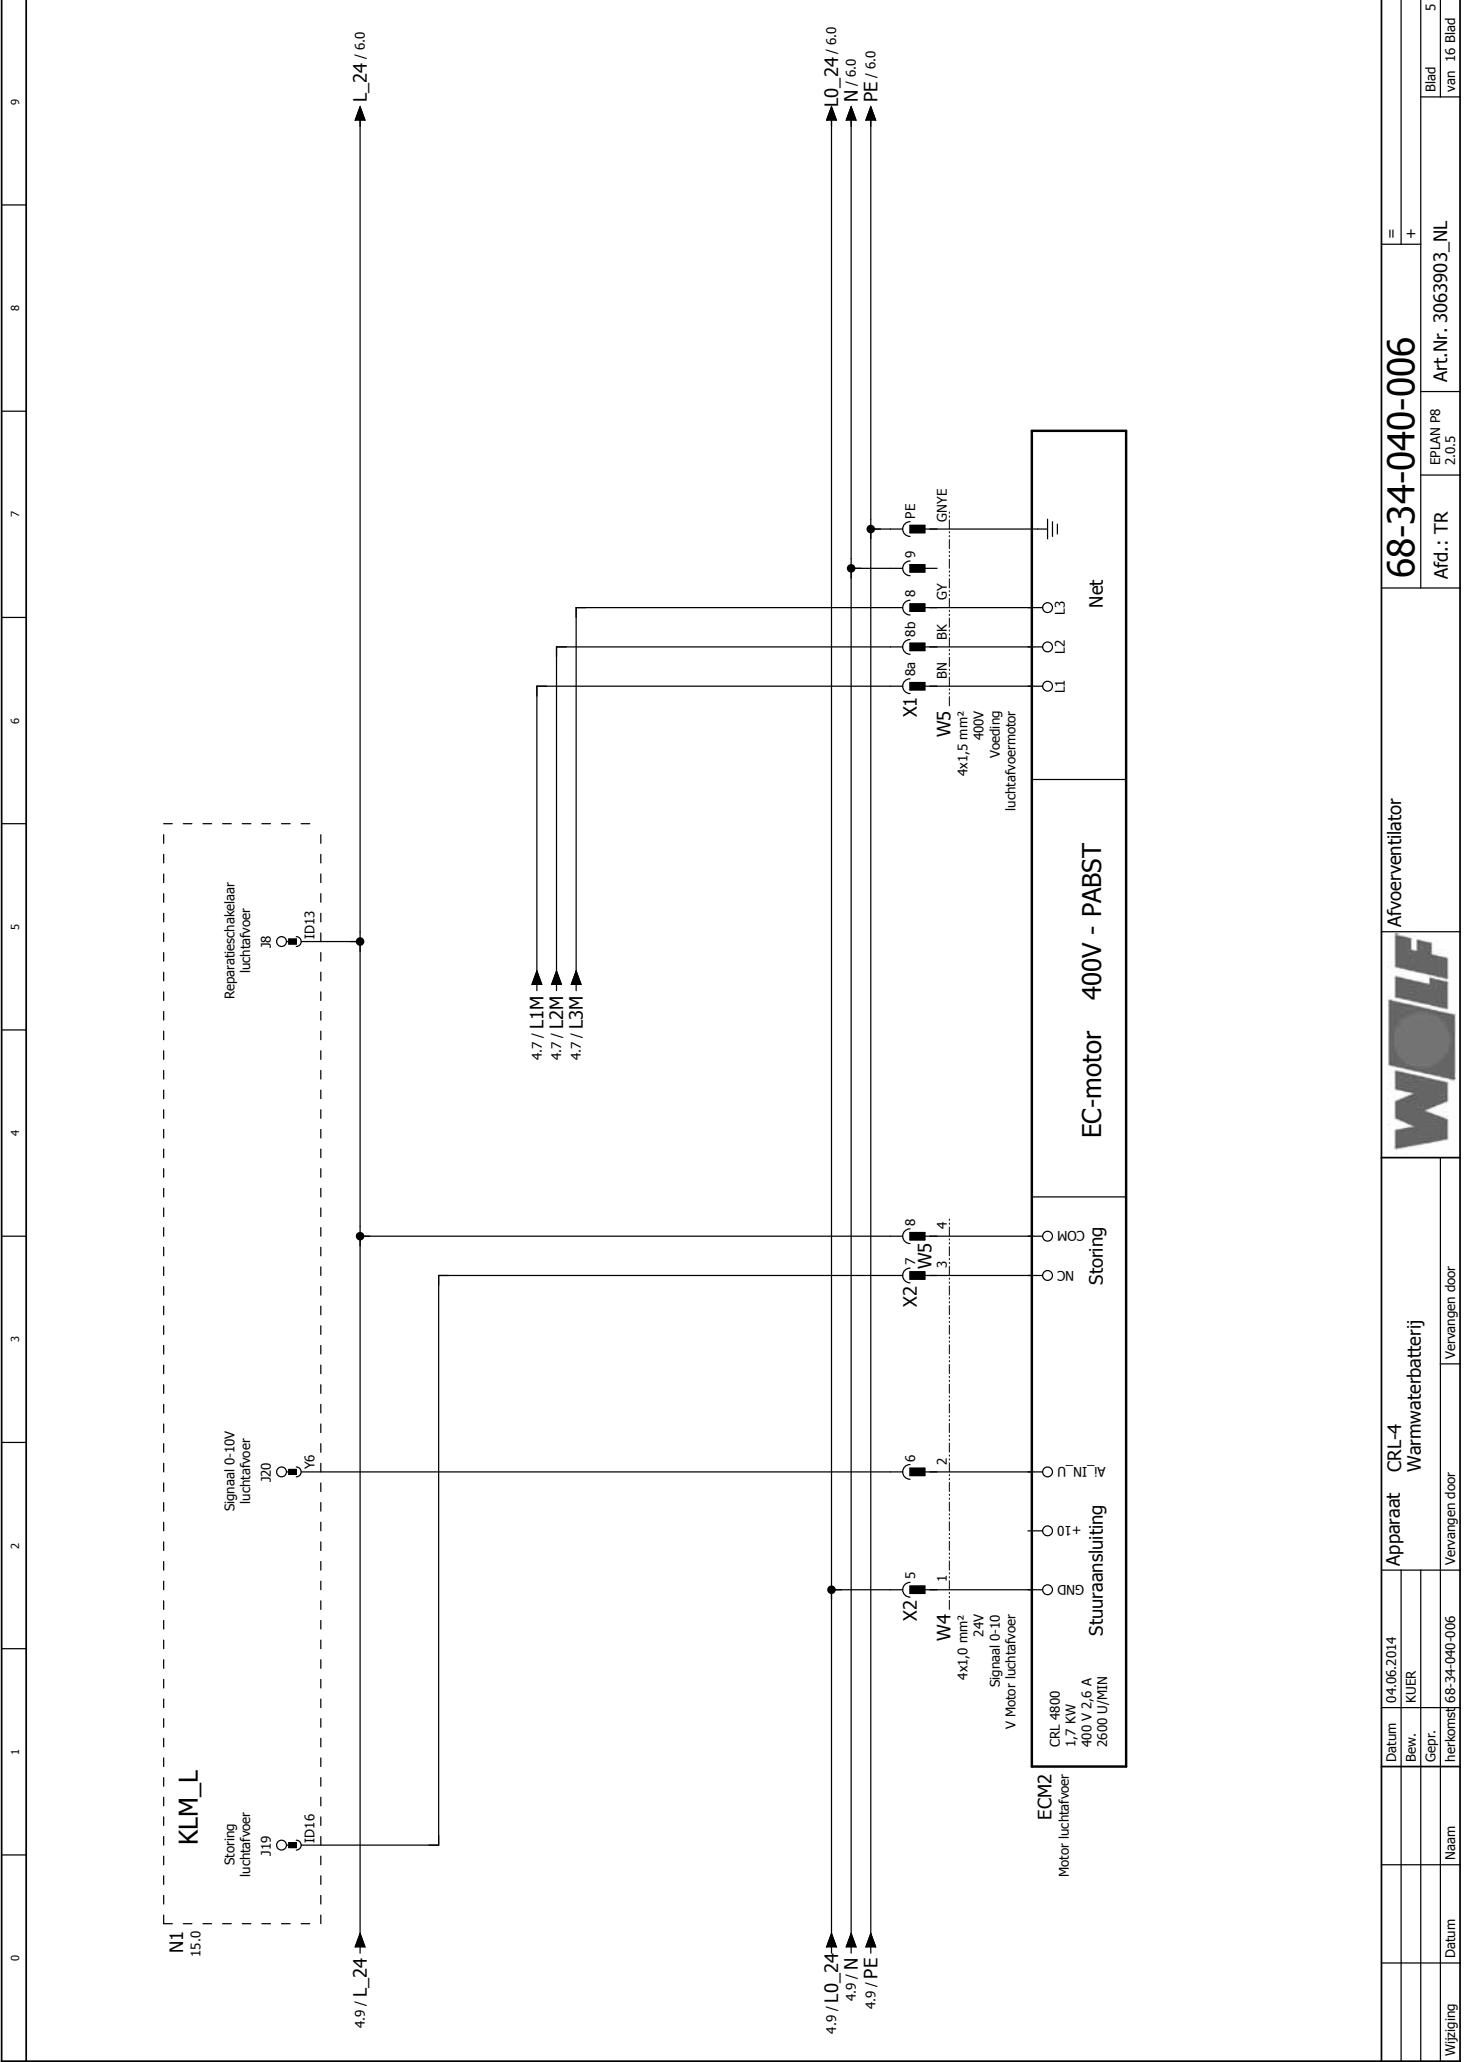 0 1 2 3 4 5 6 7 8 9
N1
15.0
KLM_L
Storing
luchtafvoer
J19
ID16
Signaal 0-10V
luchtafvoer
J20
Y6
Reparatieschakelaar
luchtafvoer
J8
ID13
4.9 / L_24
L_24 / 6.0
4.7 / L1M
4.7 / L2M
4.7 / L3M
4.9 / L0_24
4.9 / N
4.9 / PE
L0_24 / 6.0
N / 6.0
PE / 6.0
X2 5 6 X2 7 8 X1 8a 8b 8 9 PE
W5
W4 1 2 3 4
4x1,0 mm²
24V
Signaal 0-10
V Motor luchtafvoer
W5 BN BK GY GNYE
4x1,5 mm²
400V
Voeding
luchtafvoermotor
ECM2
Motor luchtafvoer
CRL 4800
1,7 KW
400 V 2,6 A
2600 U/MIN
GND +10 Ai_IN_U NC COM L1 L2 L3
Stuuraansluiting
Storing
EC-motor 400V - PABST
Net
Wijziging
Datum
Naam
Datum 04.06.2014
Bew. KUER
Gepr.
herkomst 68-34-040-006
Apparaat CRL-4
Warmwaterbatterij
Vervangen door
Vervangen door
WOLF
Afvoerventilator
68-34-040-006
=
+
Afd.: TR
EPLAN P8
2.0.5
Art.Nr. 3063903_NL
Blad 5
van 16 Blad